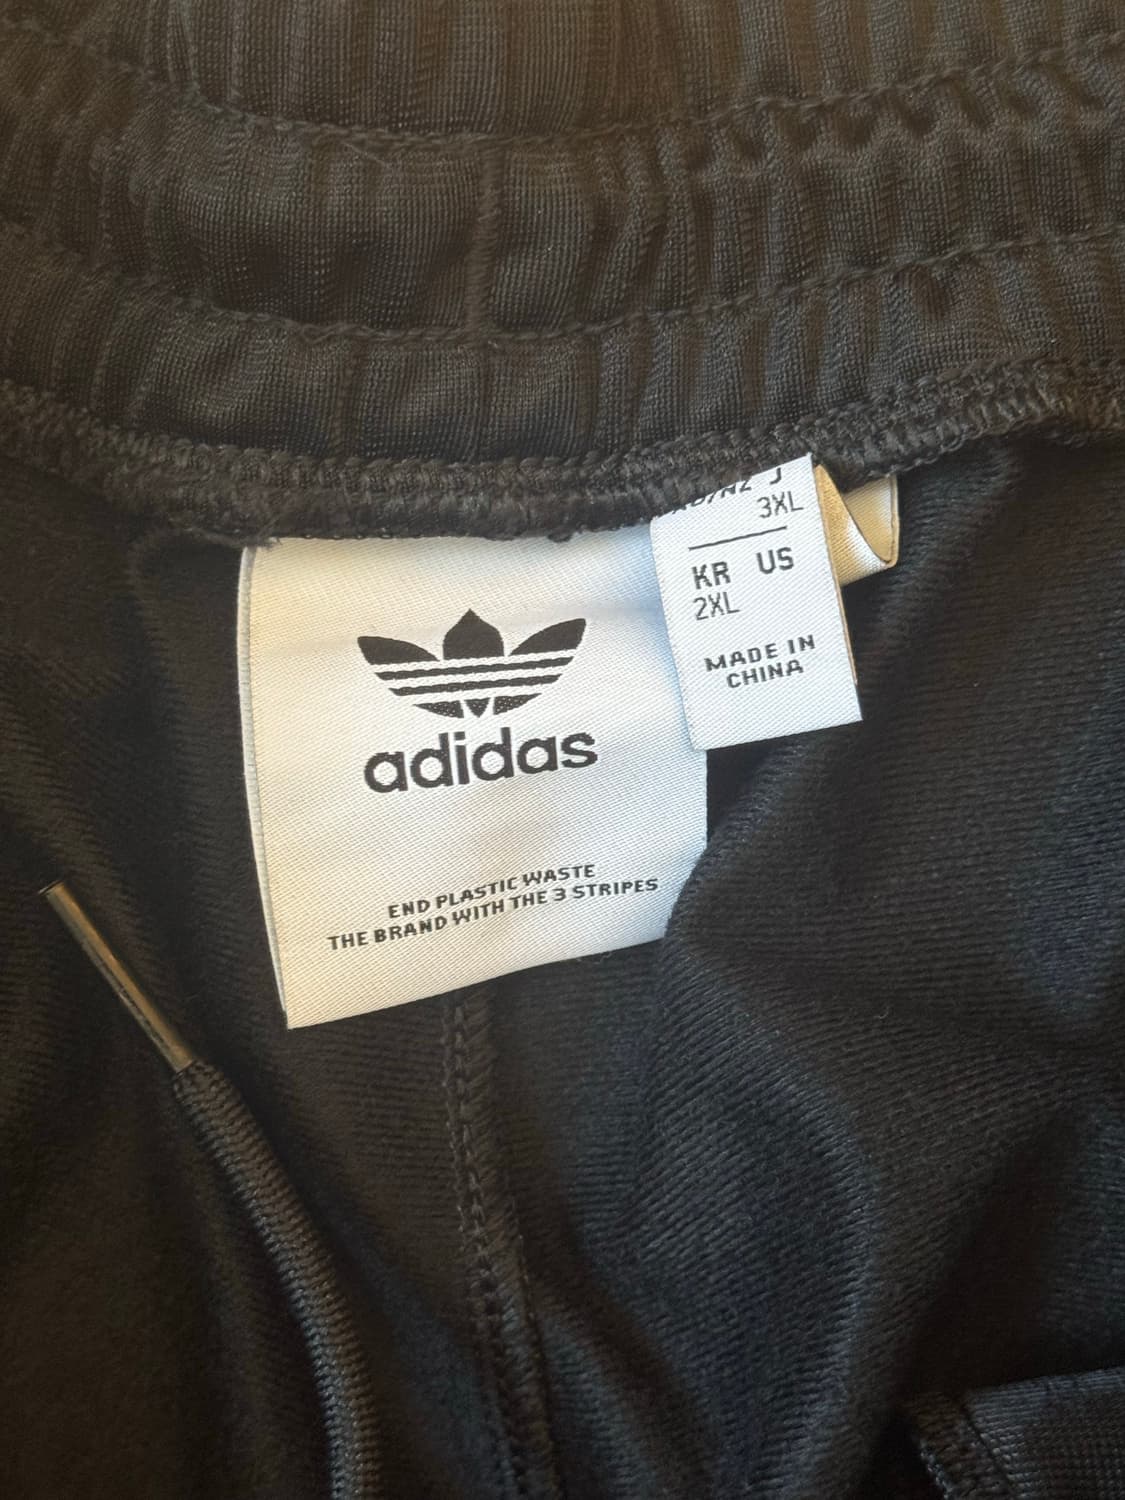 adidas
END PLASTIC WASTE
THE BRAND WITH THE 3 STRIPES
J
3XL
KR US
2XL
MADE IN
CHINA